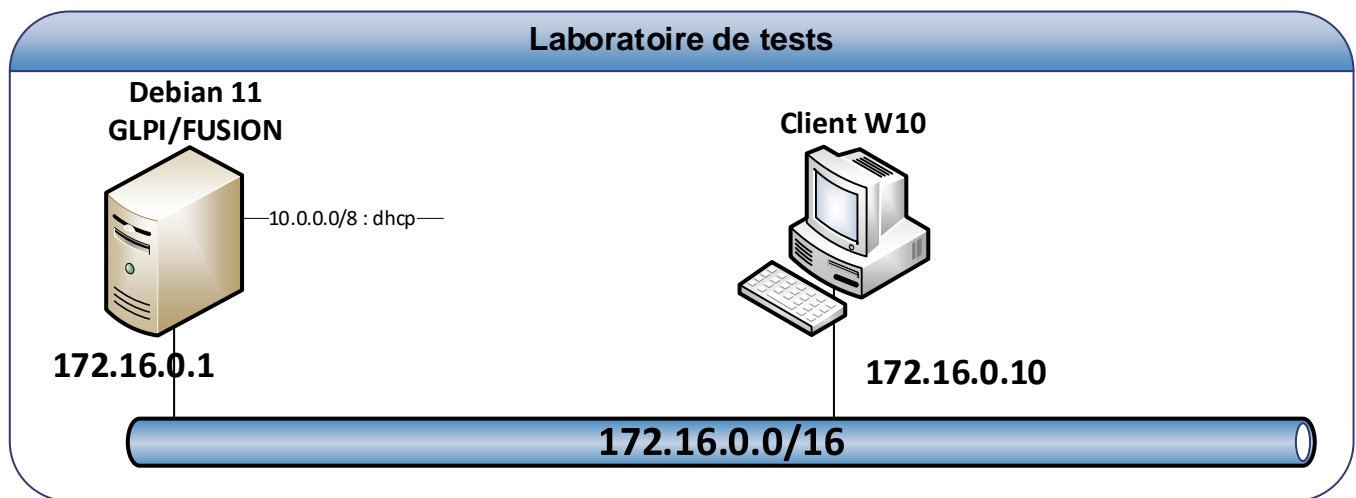 Laboratoire de tests
Debian 11
GLPI/FUSION
Client W10
10.0.0.0/8 : dhcp
172.16.0.1
172.16.0.10
172.16.0.0/16